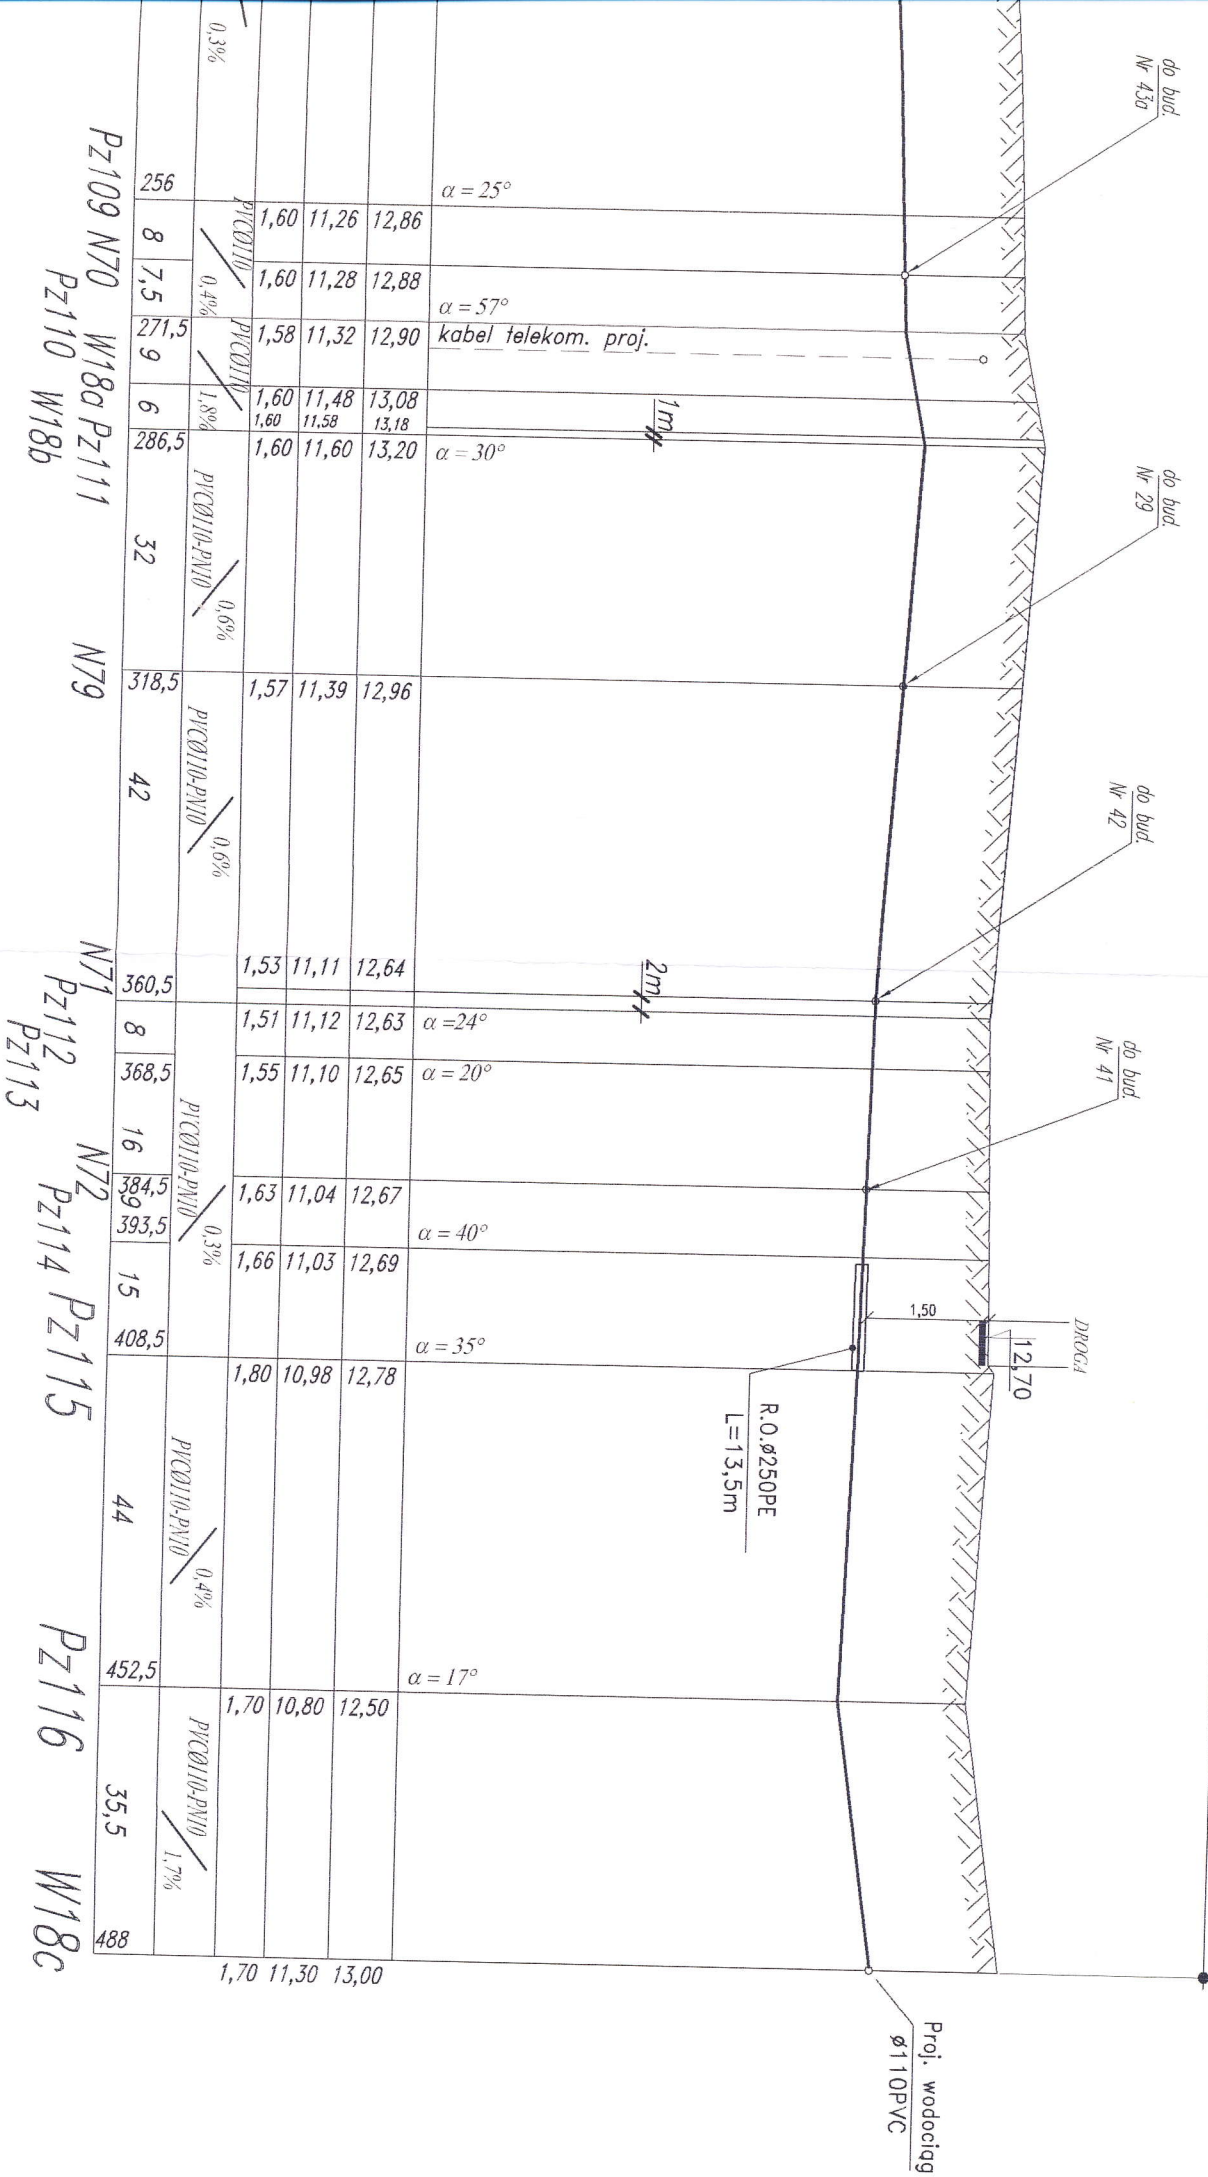 do bud.
Nr 43a
do bud.
Nr 29
do bud.
Nr 42
do bud.
Nr 41
DROGA
12,70
1,50
R.O.ø250PE
L=13,5m
Proj. wodociąg
ø110PVC
1m
2m
kabel telekom. proj.
α = 25°
α = 57°
α = 30°
α =24°
α = 20°
α = 40°
α = 35°
α = 17°
1,60 11,26 12,86
1,60 11,28 12,88
1,58 11,32 12,90
1,60 11,48 13,08
1,60 11,58 13,18
1,60 11,60 13,20
1,57 11,39 12,96
1,53 11,11 12,64
1,51 11,12 12,63
1,55 11,10 12,65
1,63 11,04 12,67
1,66 11,03 12,69
1,80 10,98 12,78
1,70 10,80 12,50
1,70 11,30 13,00
0,3%
PVCØ110
0,4%
PVCØ110
1,8%
PVCØ110-PN10
0,6%
PVCØ110-PN10
0,6%
PVCØ110-PN10
0,3%
PVCØ110-PN10
0,4%
PVCØ110-PN10
1,7%
256
8
7,5
271,5
9
6
286,5
32
318,5
42
360,5
8
368,5
16
384,5
9
393,5
15
408,5
44
452,5
35,5
488
Pz109 N70 W18a Pz111 N79 N71 N72 Pz115
Pz110 W18b Pz112 Pz114 Pz116 W18c
Pz113